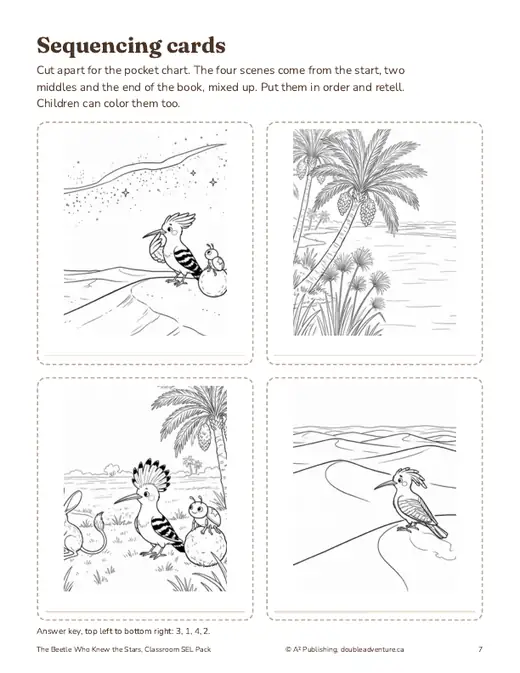 Sequencing cards
Cut apart for the pocket chart. The four scenes come from the start, two
middles and the end of the book, mixed up. Put them in order and retell.
Children can color them too.
Answer key, top left to bottom right: 3, 1, 4, 2.
The Beetle Who Knew the Stars, Classroom SEL Pack © A² Publishing, doubleadventure.ca 7